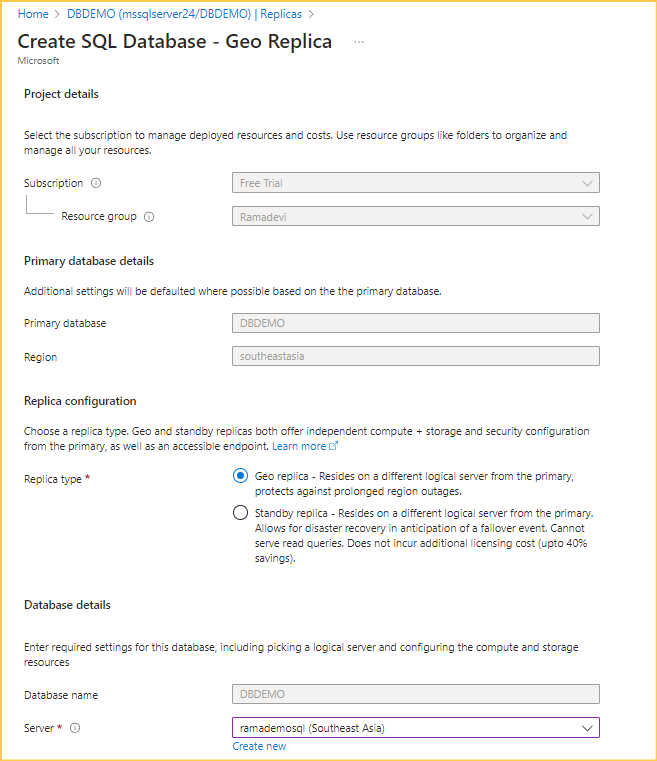 Home > DBDEMO (mssqlserver24/DBDEMO) | Replicas >
Create SQL Database - Geo Replica ...
Microsoft
Project details
Select the subscription to manage deployed resources and costs. Use resource groups like folders to organize and
manage all your resources.
Subscription
Free Trial
Resource group
Ramadevi
Primary database details
Additional settings will be defaulted where possible based on the the primary database.
Primary database
DBDEMO
Region
southeastasia
Replica configuration
Choose a replica type. Geo and standby replicas both offer independent compute + storage and security configuration
from the primary, as well as an accessible endpoint. Learn more
Replica type *
Geo replica - Resides on a different logical server from the primary,
protects against prolonged region outages.
Standby replica - Resides on a different logical server from the primary.
Allows for disaster recovery in anticipation of a failover event. Cannot
serve read queries. Does not incur additional licensing cost (upto 40%
savings).
Database details
Enter required settings for this database, including picking a logical server and configuring the compute and storage
resources
Database name
DBDEMO
Server *
ramademosql (Southeast Asia)
Create new